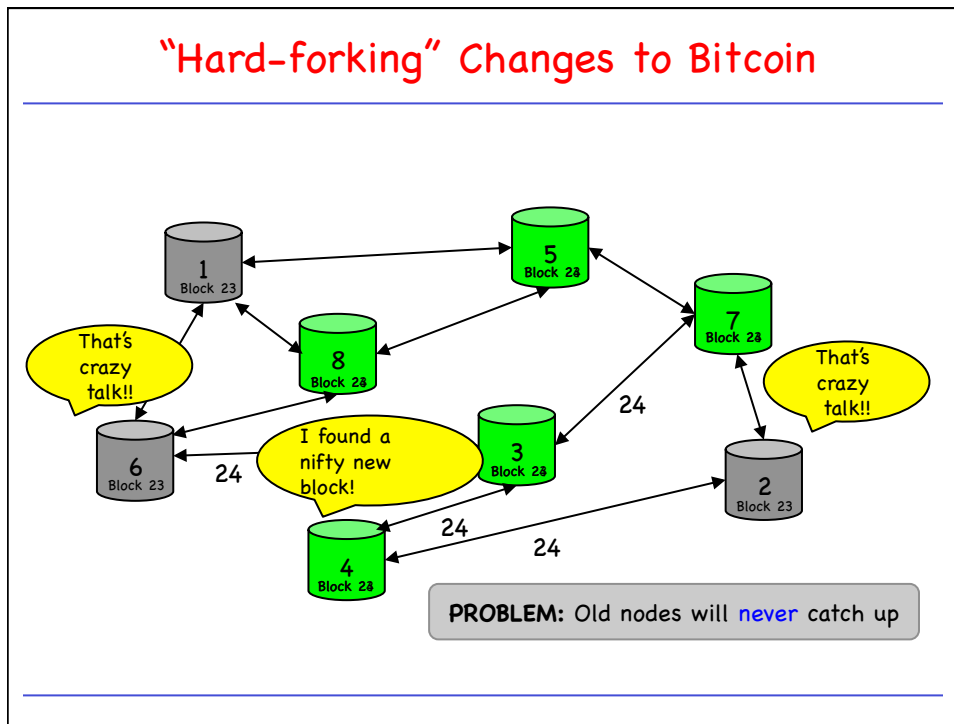 “Hard-forking” Changes to Bitcoin
1
Block 23
5
Block
7
Block
8
Block
That's
crazy
talk!!
That's
crazy
talk!!
24
6
Block 23
24
I found a
nifty new
block!
3
Block
2
Block 23
24
24
4
Block
PROBLEM: Old nodes will never catch up